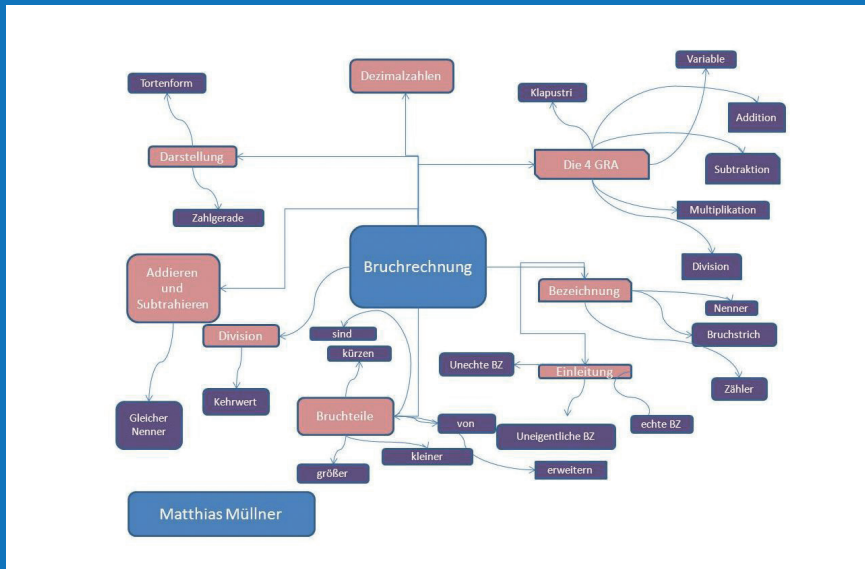 Dezimalzahlen
Variable
Tortenform
Klapustri
Addition
Darstellung
Die 4 GRA
Subtraktion
Zahlgerade
Multiplikation
Addieren
und
Subtrahieren
Bruchrechnung
Division
Bezeichnung
Nenner
Division
sind
Bruchstrich
kürzen
Unechte BZ
Einleitung
Zähler
Kehrwert
Gleicher
Nenner
Bruchteile
von
Uneigentliche BZ
echte BZ
kleiner
größer
erweitern
Matthias Müllner